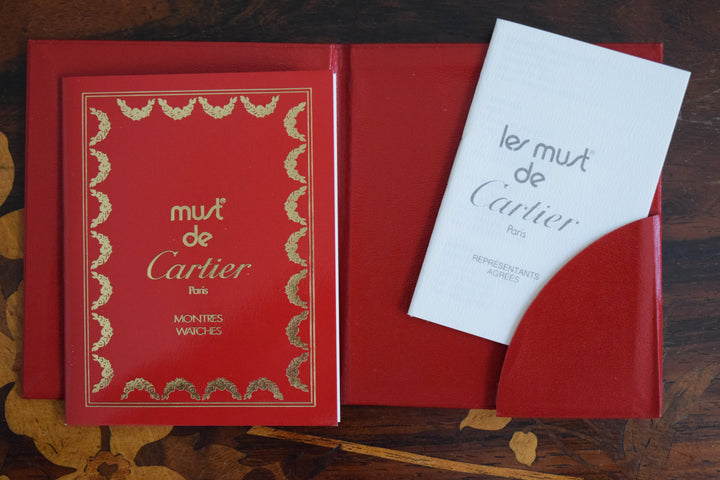 must®
de
Cartier
Paris
MONTRES
WATCHES
les must®
de
Cartier
Paris
REPRÉSENTANTS
AGRÉÉS